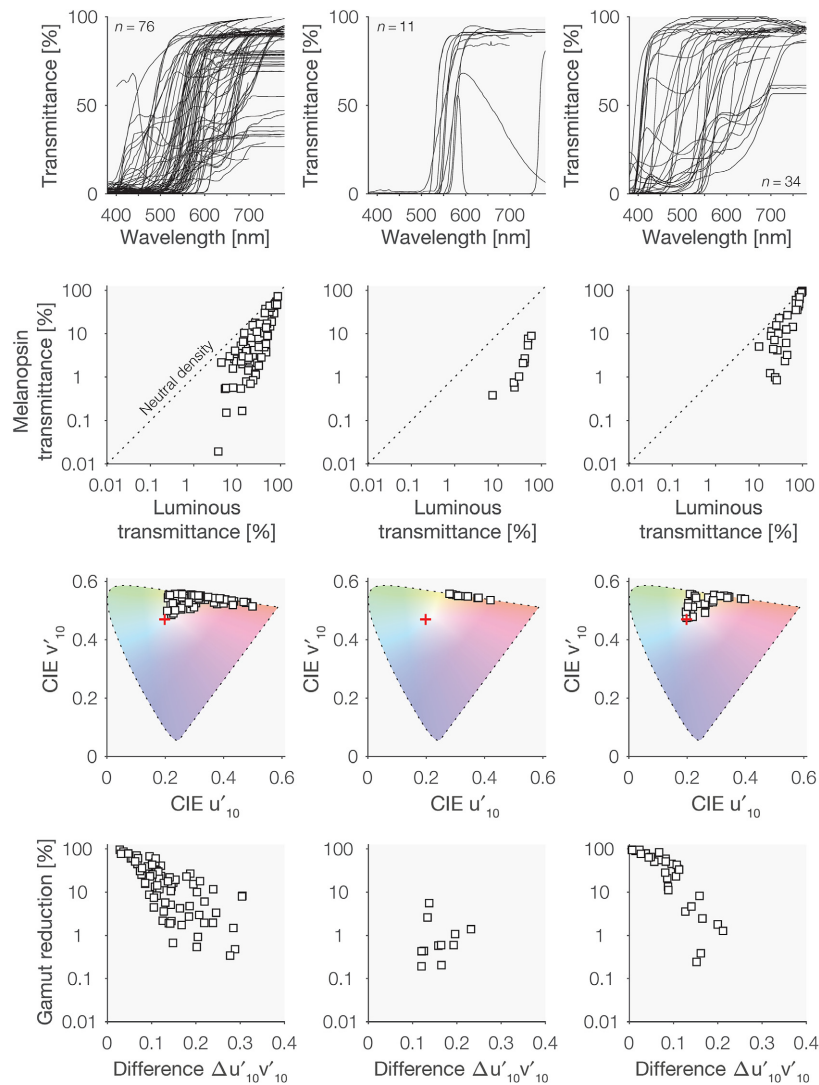 n = 76
n = 11
n = 34
Transmittance [%]
100
50
0
Transmittance [%]
100
50
0
Transmittance [%]
100
50
0
400 500 600 700
400 500 600 700
400 500 600 700
Wavelength [nm]
Wavelength [nm]
Wavelength [nm]
Melanopsin
transmittance [%]
100
10
1
0.1
0.01
Neutral density
100
10
1
0.1
0.01
100
10
1
0.1
0.01
0.01 0.1 1 10 100
0.01 0.1 1 10 100
0.01 0.1 1 10 100
Luminous
transmittance [%]
Luminous
transmittance [%]
Luminous
transmittance [%]
CIE v′10
0.6
0.4
0.2
0
CIE v′10
0.6
0.4
0.2
0
CIE v′10
0.6
0.4
0.2
0
0 0.2 0.4 0.6
0 0.2 0.4 0.6
0 0.2 0.4 0.6
CIE u′10
CIE u′10
CIE u′10
Gamut reduction [%]
100
10
1
0.1
0.01
100
10
1
0.1
0.01
100
10
1
0.1
0.01
0 0.1 0.2 0.3 0.4
0 0.1 0.2 0.3 0.4
0 0.1 0.2 0.3 0.4
Difference Δu′10v′10
Difference Δu′10v′10
Difference Δu′10v′10